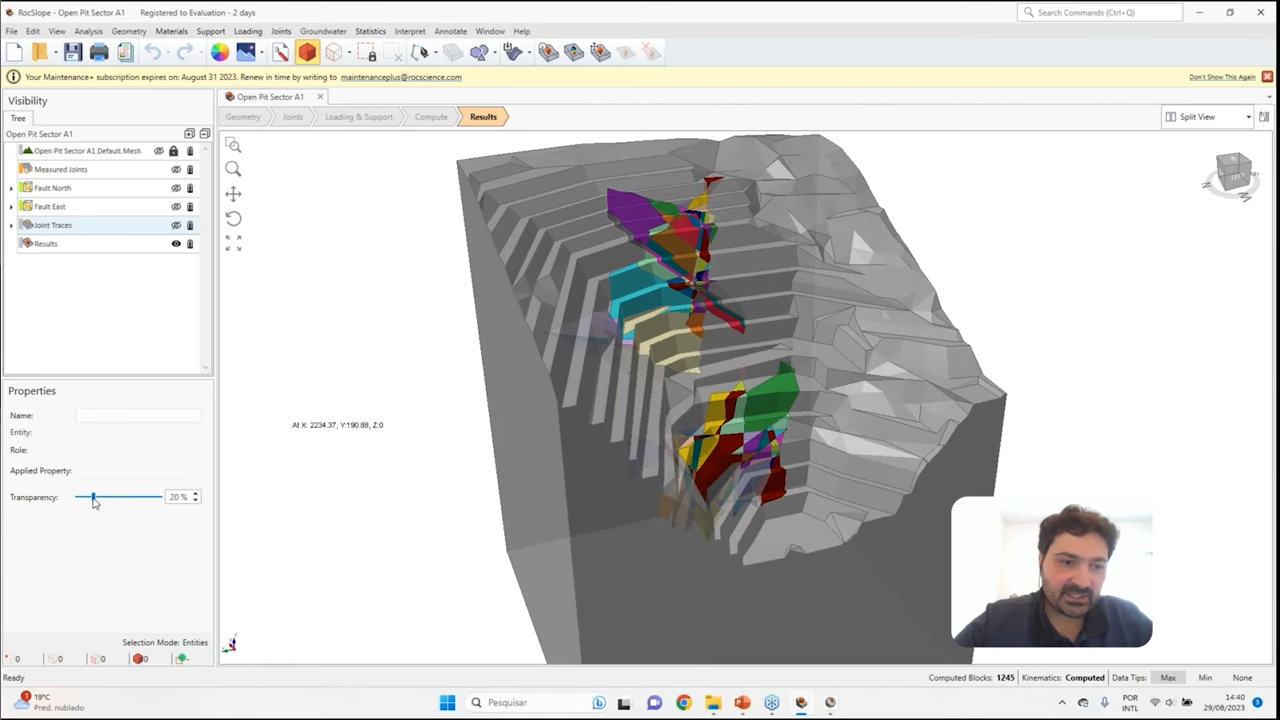 RocSlope - Open Pit Sector A1 Registered to Evaluation - 2 days
Search Commands (Ctrl+Q)
File Edit View Analysis Geometry Materials Support Loading Joints Groundwater Statistics Interpret Annotate Window Help
Your Maintenance+ subscription expires on: August 31 2023. Renew in time by writing to maintenanceplus@rocscience.com
Don't Show This Again
Visibility
Tree
Open Pit Sector A1
Open Pit Sector A1.Default.Mesh
Measured Joints
Fault North
Fault East
Joint Traces
Results
Open Pit Sector A1
Geometry Joints Loading & Support Compute Results
Split View
At X: 2234.37, Y:190.88, Z:0
Properties
Name:
Entity:
Role:
Applied Property:
Transparency: 20 %
Selection Mode: Entities
0 0 0 0 -
Ready
Computed Blocks: 1245 Kinematics: Computed Data Tips: Max Min None
19°C
Pred. nublado
Pesquisar
POR
INTL
14:40
29/08/2023